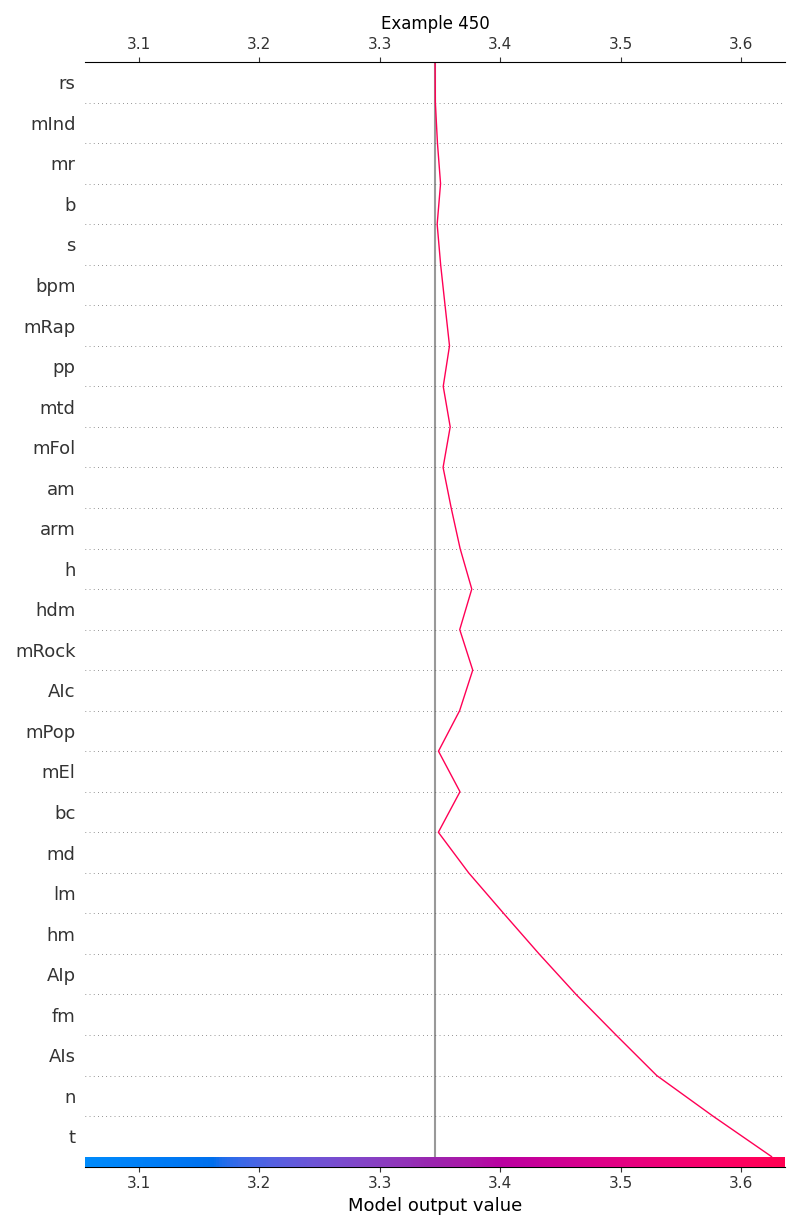 Example 450
3.1 3.2 3.3 3.4 3.5 3.6
rs
mInd
mr
b
s
bpm
mRap
pp
mtd
mFol
am
arm
h
hdm
mRock
AIc
mPop
mEl
bc
md
lm
hm
AIp
fm
AIs
n
t
3.1 3.2 3.3 3.4 3.5 3.6
Model output value